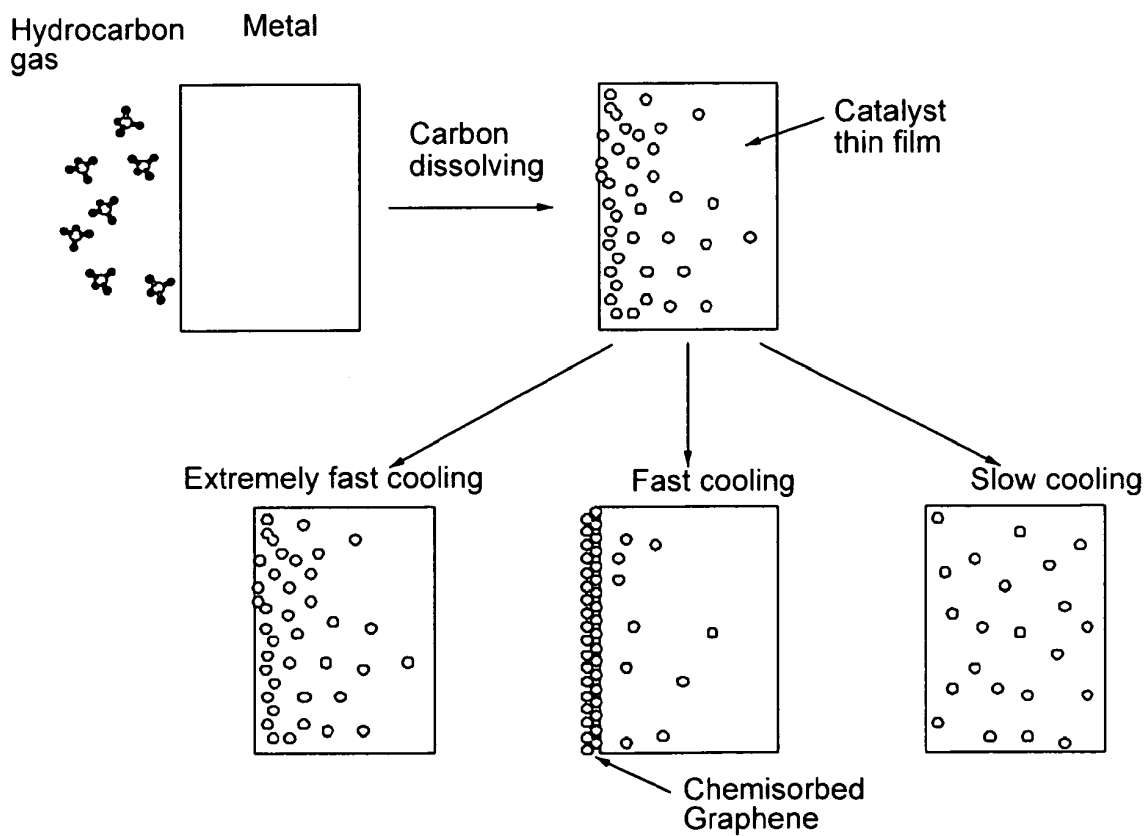 Hydrocarbon
gas
Metal
Carbon
dissolving
Catalyst
thin film
Extremely fast cooling
Fast cooling
Slow cooling
Chemisorbed
Graphene